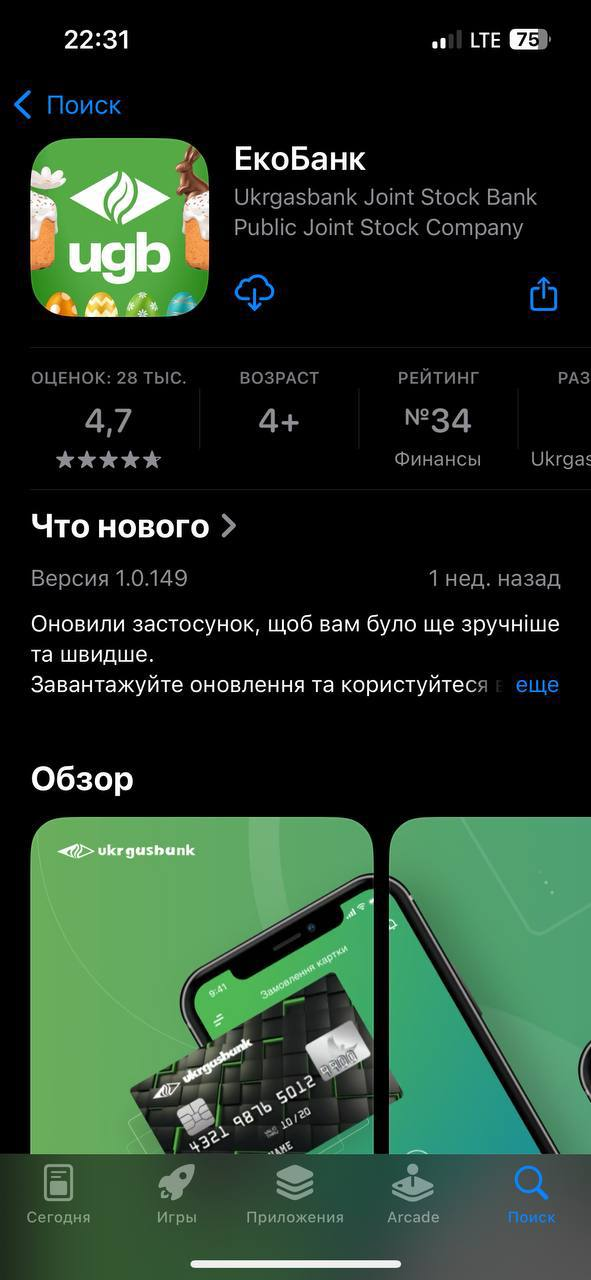 22:31
LTE 75
Поиск
ugb
ЕкоБанк
Ukrgasbank Joint Stock Bank
Public Joint Stock Company
ОЦЕНОК: 28 ТЫС.
ВОЗРАСТ
РЕЙТИНГ
РАЗ
4,7
4+
№34
Финансы
Ukrgas
Что нового
Версия 1.0.149
1 нед. назад
Оновили застосунок, щоб вам було ще зручніше
та швидше.
Завантажуйте оновлення та користуйтеся
еще
Обзор
ukrgasbank
9:41
Замовлення картки
ukrgasbank
4321 9876 5012
10/20
Сегодня
Игры
Приложения
Arcade
Поиск